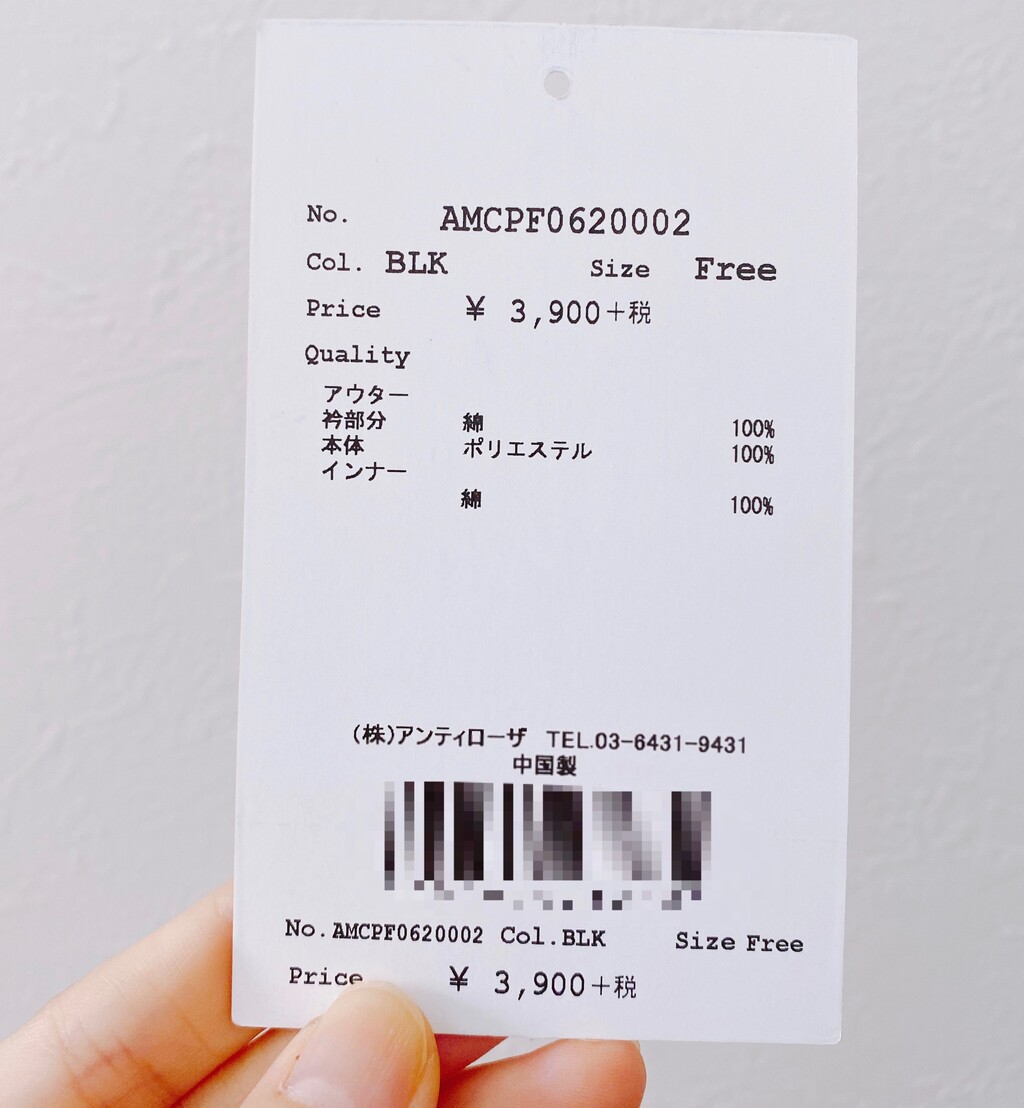 No. AMCPF0620002
Col. BLK Size Free
Price ¥ 3,900+税
Quality
アウター
衿部分 綿 100%
本体 ポリエステル 100%
インナー
綿 100%
(株)アンティローザ TEL.03-6431-9431
中国製
No.AMCPF0620002 Col.BLK Size Free
Price ¥ 3,900+税